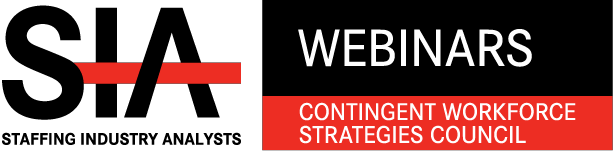 SIA
STAFFING INDUSTRY ANALYSTS
WEBINARS
CONTINGENT WORKFORCE
STRATEGIES COUNCIL